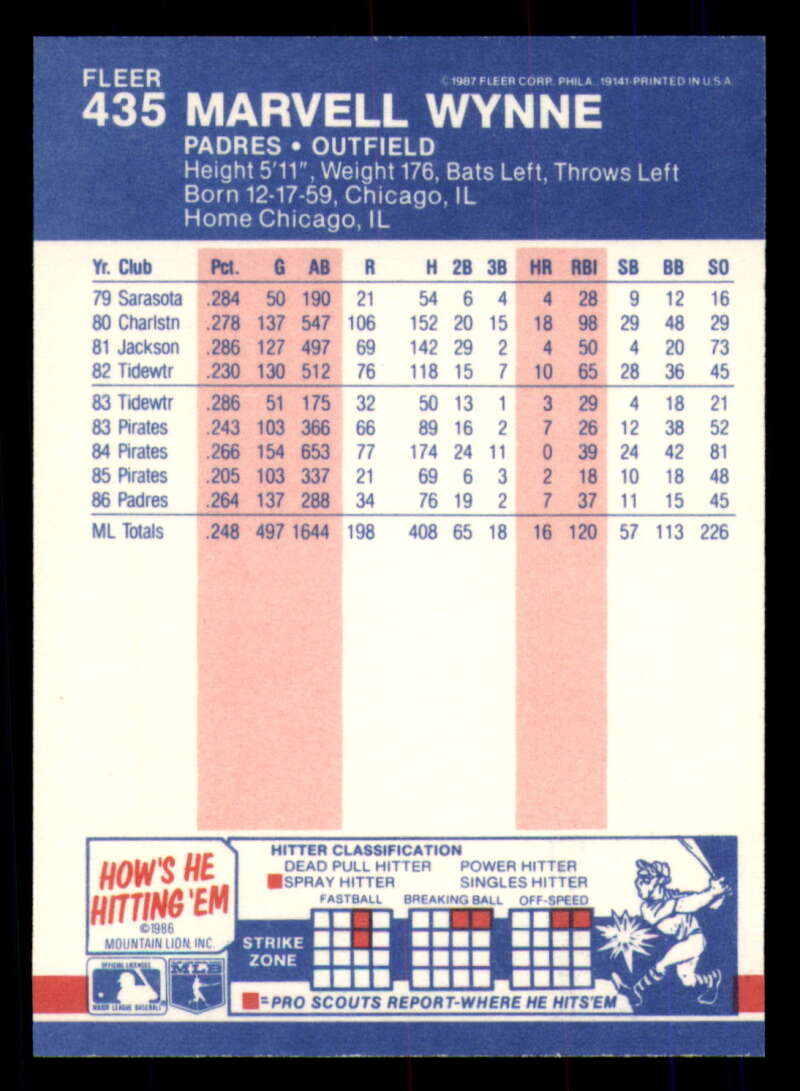 FLEER ©1987 FLEER CORP. PHILA. 19141-PRINTED IN U.S.A.
435 MARVELL WYNNE
PADRES • OUTFIELD
Height 5'11", Weight 176, Bats Left, Throws Left
Born 12-17-59, Chicago, IL
Home Chicago, IL
Yr. Club Pct. G AB R H 2B 3B HR RBI SB BB SO
79 Sarasota .284 50 190 21 54 6 4 4 28 9 12 16
80 Charlstn .278 137 547 106 152 20 15 18 98 29 48 29
81 Jackson .286 127 497 69 142 29 2 4 50 4 20 73
82 Tidewtr .230 130 512 76 118 15 7 10 65 28 36 45
83 Tidewtr .286 51 175 32 50 13 1 3 29 4 18 21
83 Pirates .243 103 366 66 89 16 2 7 26 12 38 52
84 Pirates .266 154 653 77 174 24 11 0 39 24 42 81
85 Pirates .205 103 337 21 69 6 3 2 18 10 18 48
86 Padres .264 137 288 34 76 19 2 7 37 11 15 45
ML Totals .248 497 1644 198 408 65 18 16 120 57 113 226
HOW'S HE
HITTING 'EM
©1986
MOUNTAIN LION, INC.
OFFICIAL LICENSEE
MAJOR LEAGUE BASEBALL
MLB
HITTER CLASSIFICATION
DEAD PULL HITTER POWER HITTER
SPRAY HITTER SINGLES HITTER
FASTBALL BREAKING BALL OFF-SPEED
STRIKE
ZONE
=PRO SCOUTS REPORT-WHERE HE HITS'EM